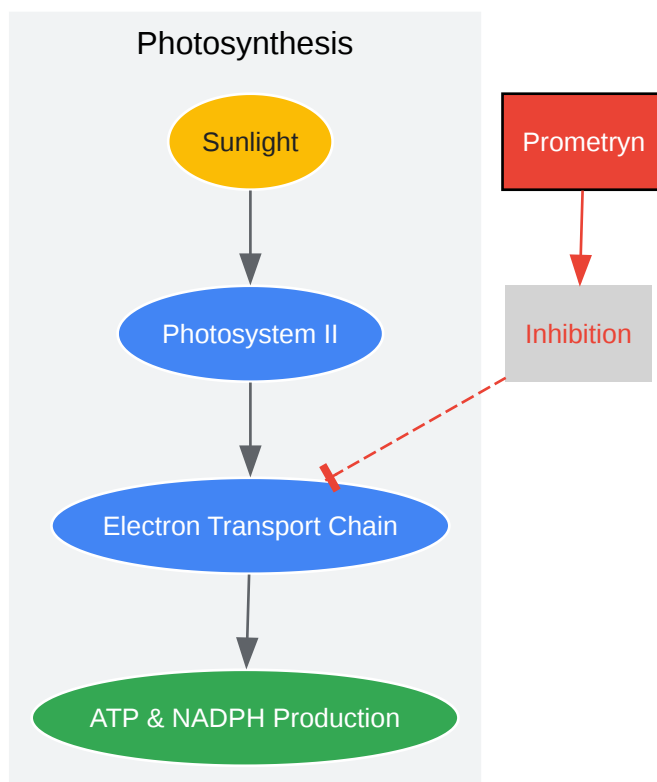 Photosynthesis
Sunlight
Prometryn
Photosystem II
Inhibition
Electron Transport Chain
ATP & NADPH Production